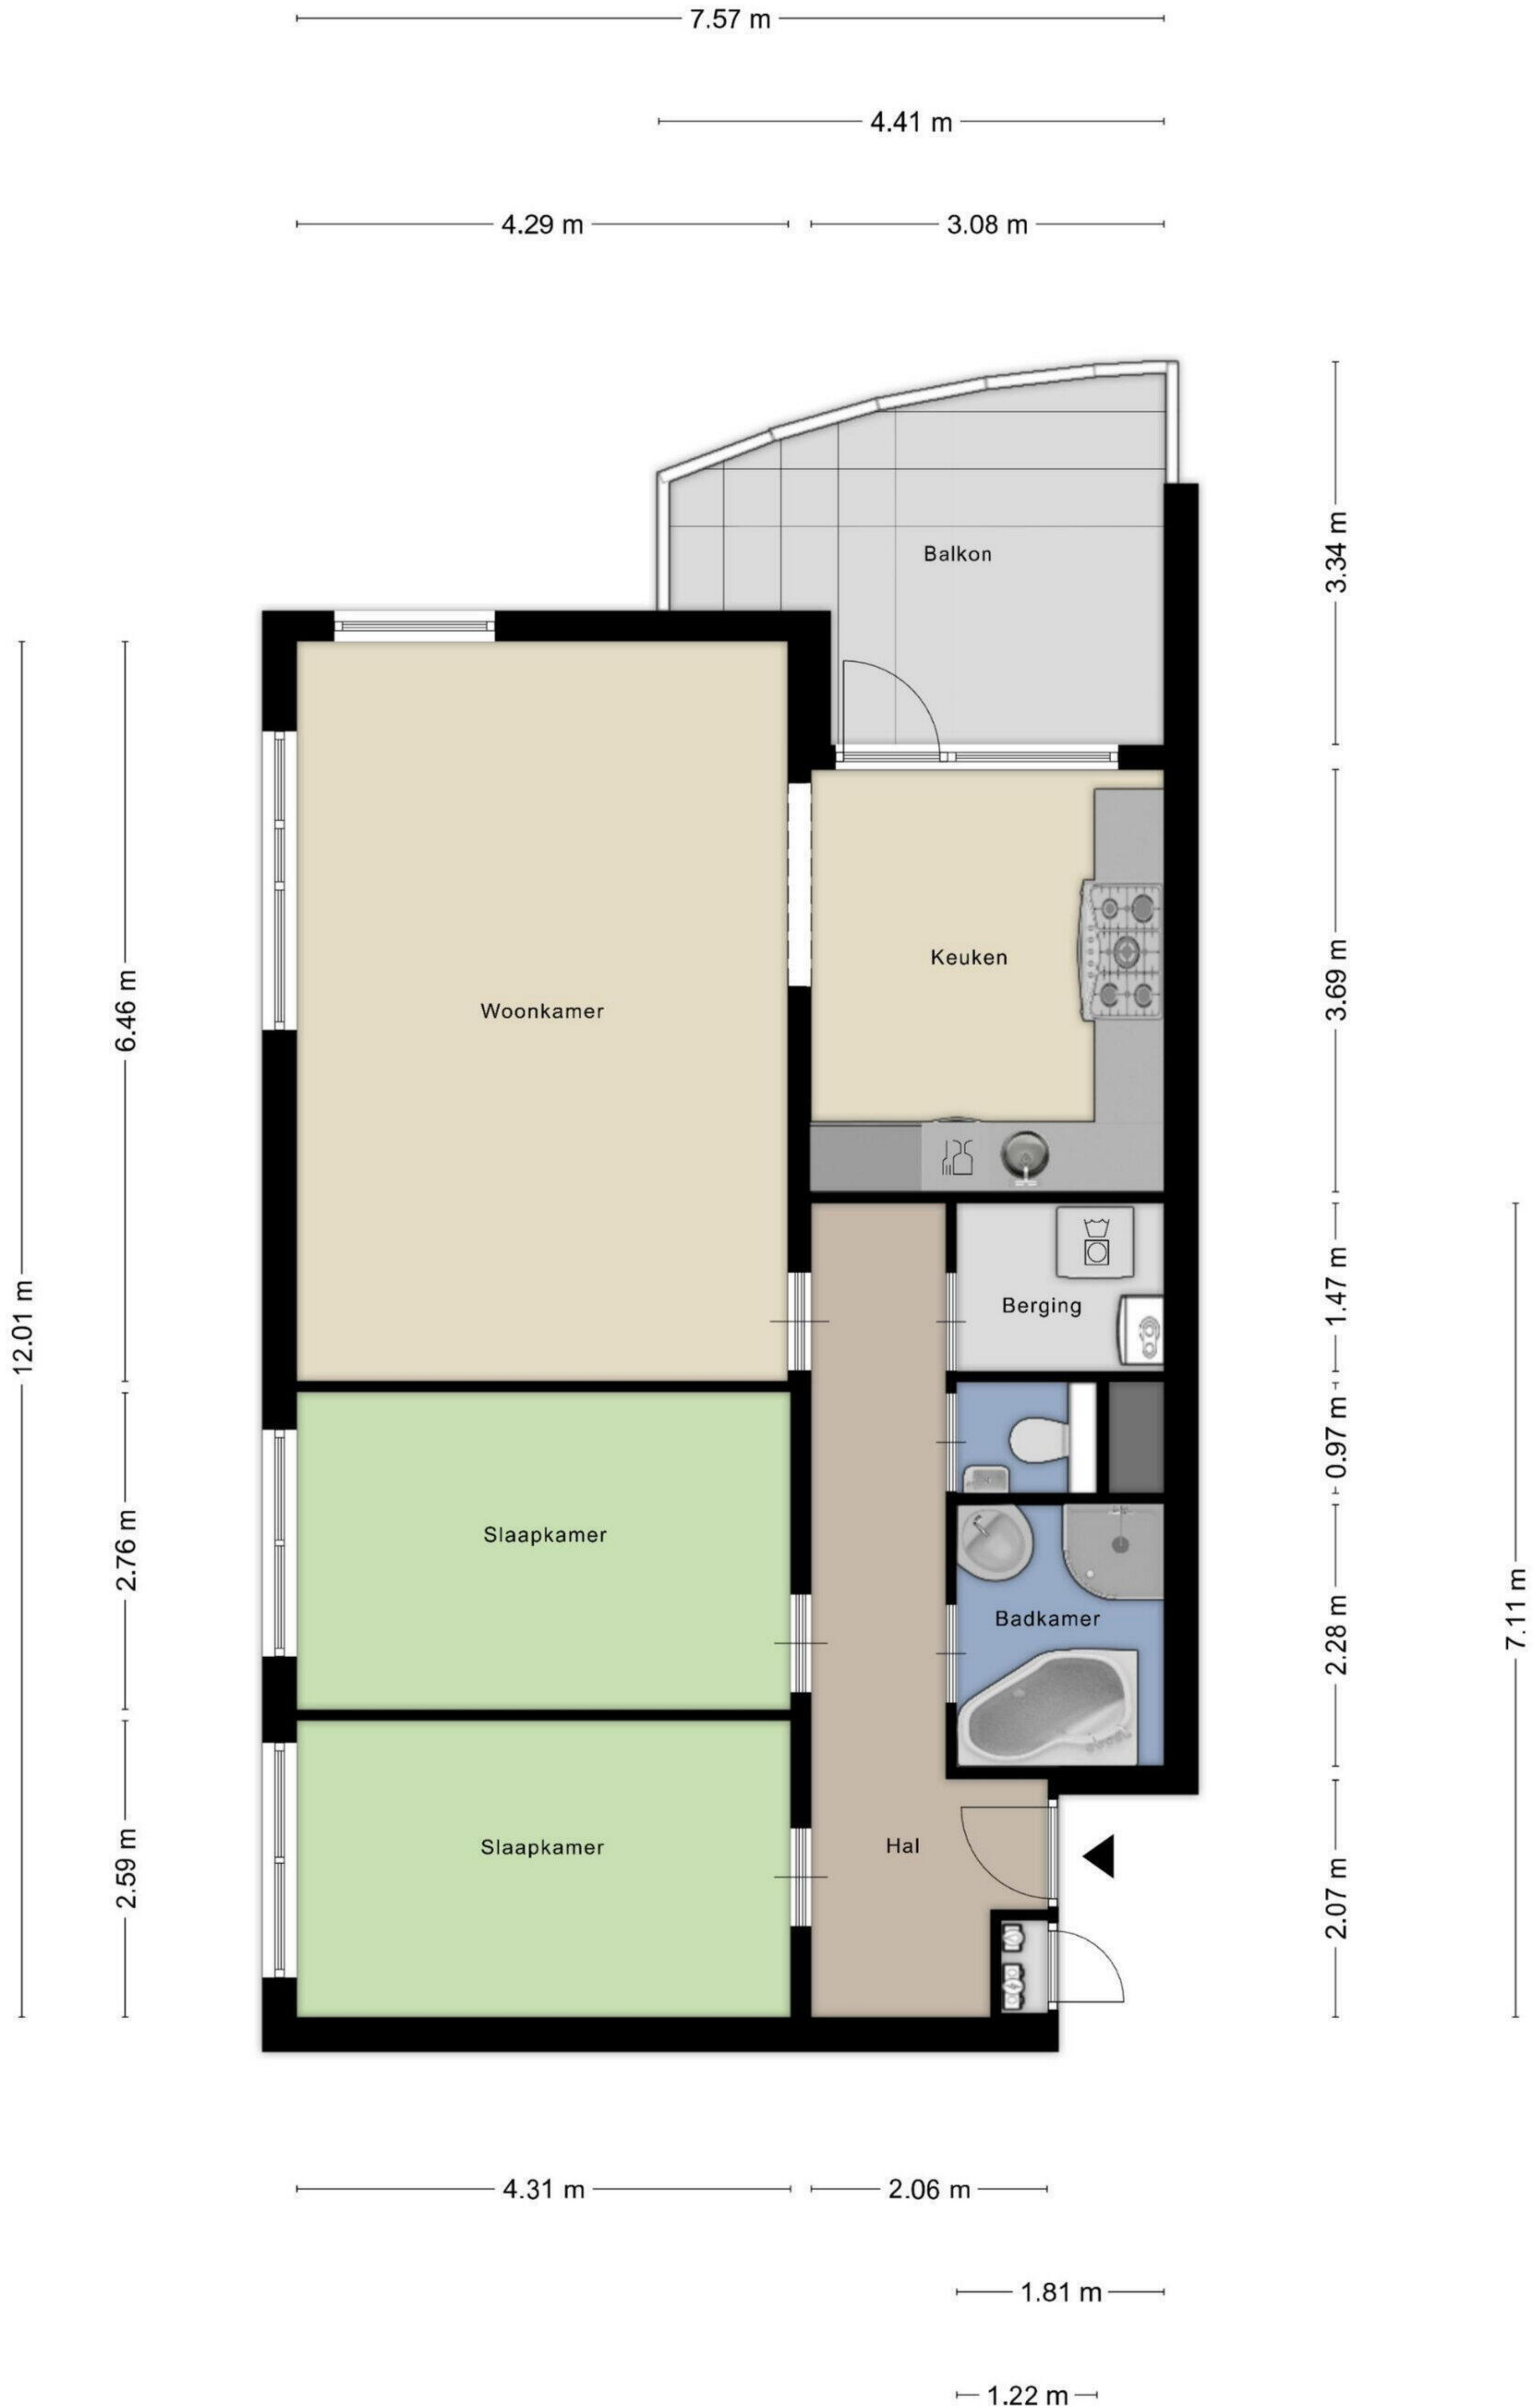 7.57 m
4.41 m
4.29 m
3.08 m
Balkon
3.34 m
Woonkamer
Keuken
6.46 m
3.69 m
12.01 m
Berging
1.47 m
0.97 m
Slaapkamer
2.76 m
Badkamer
2.28 m
7.11 m
Slaapkamer
Hal
2.59 m
2.07 m
4.31 m
2.06 m
1.81 m
1.22 m